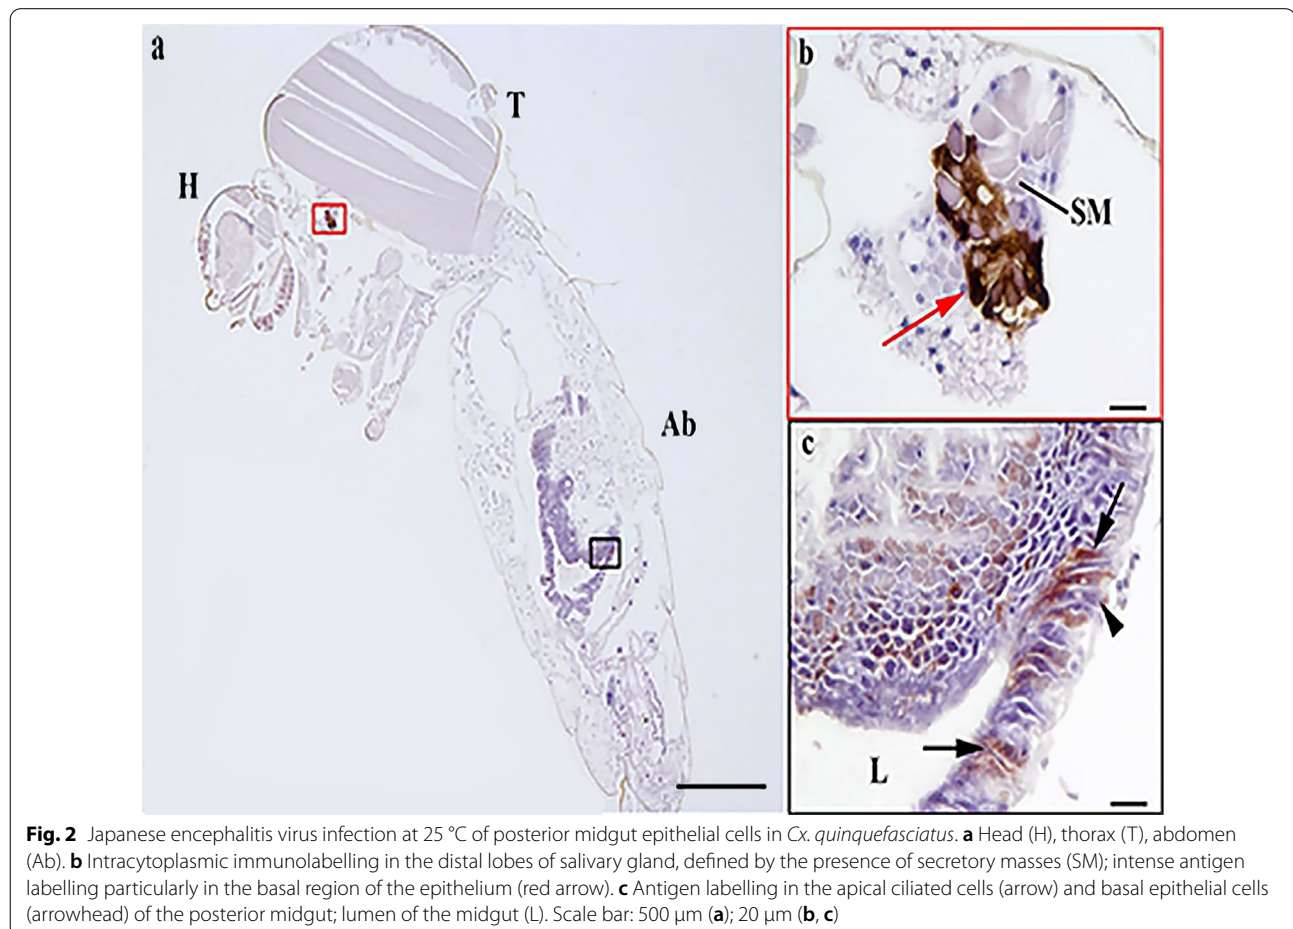 a
T
H
Ab
b
SM
c
L
Fig. 2 Japanese encephalitis virus infection at 25 °C of posterior midgut epithelial cells in Cx. quinquefasciatus. a Head (H), thorax (T), abdomen
(Ab). b Intracytoplasmic immunolabelling in the distal lobes of salivary gland, defined by the presence of secretory masses (SM); intense antigen
labelling particularly in the basal region of the epithelium (red arrow). c Antigen labelling in the apical ciliated cells (arrow) and basal epithelial cells
(arrowhead) of the posterior midgut; lumen of the midgut (L). Scale bar: 500 µm (a); 20 µm (b, c)